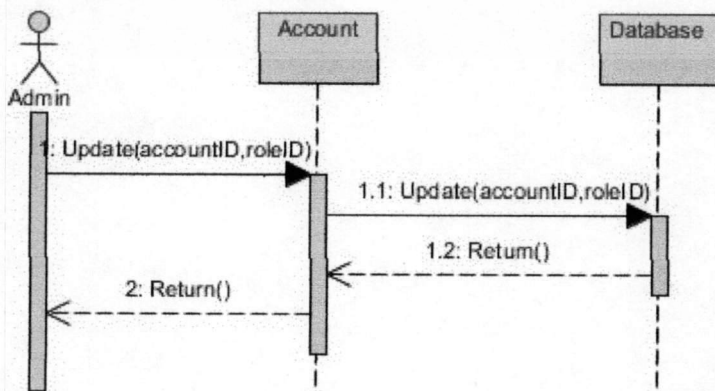 Account
Database
Admin
1: Update(accountID,roleID)
1.1: Update(accountID,roleID)
1.2: Return()
2: Return()